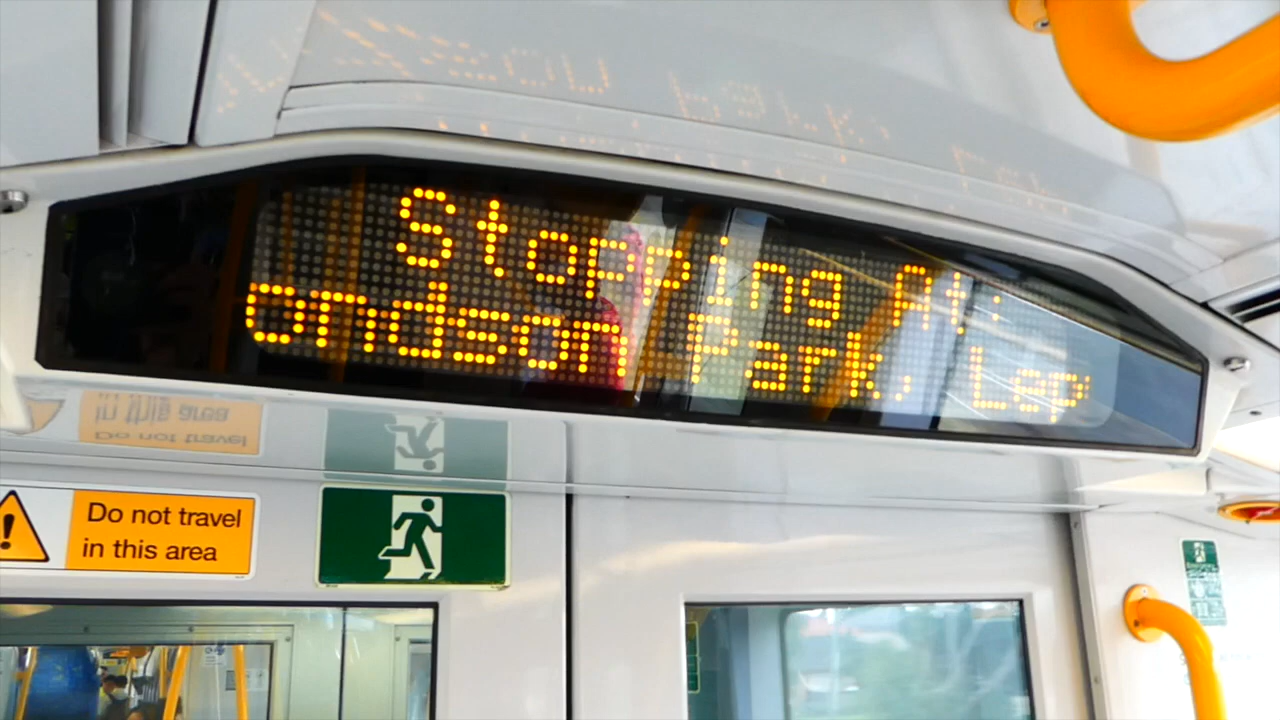 Stopping At:
ondson Park, Lep
Do not travel
in this area